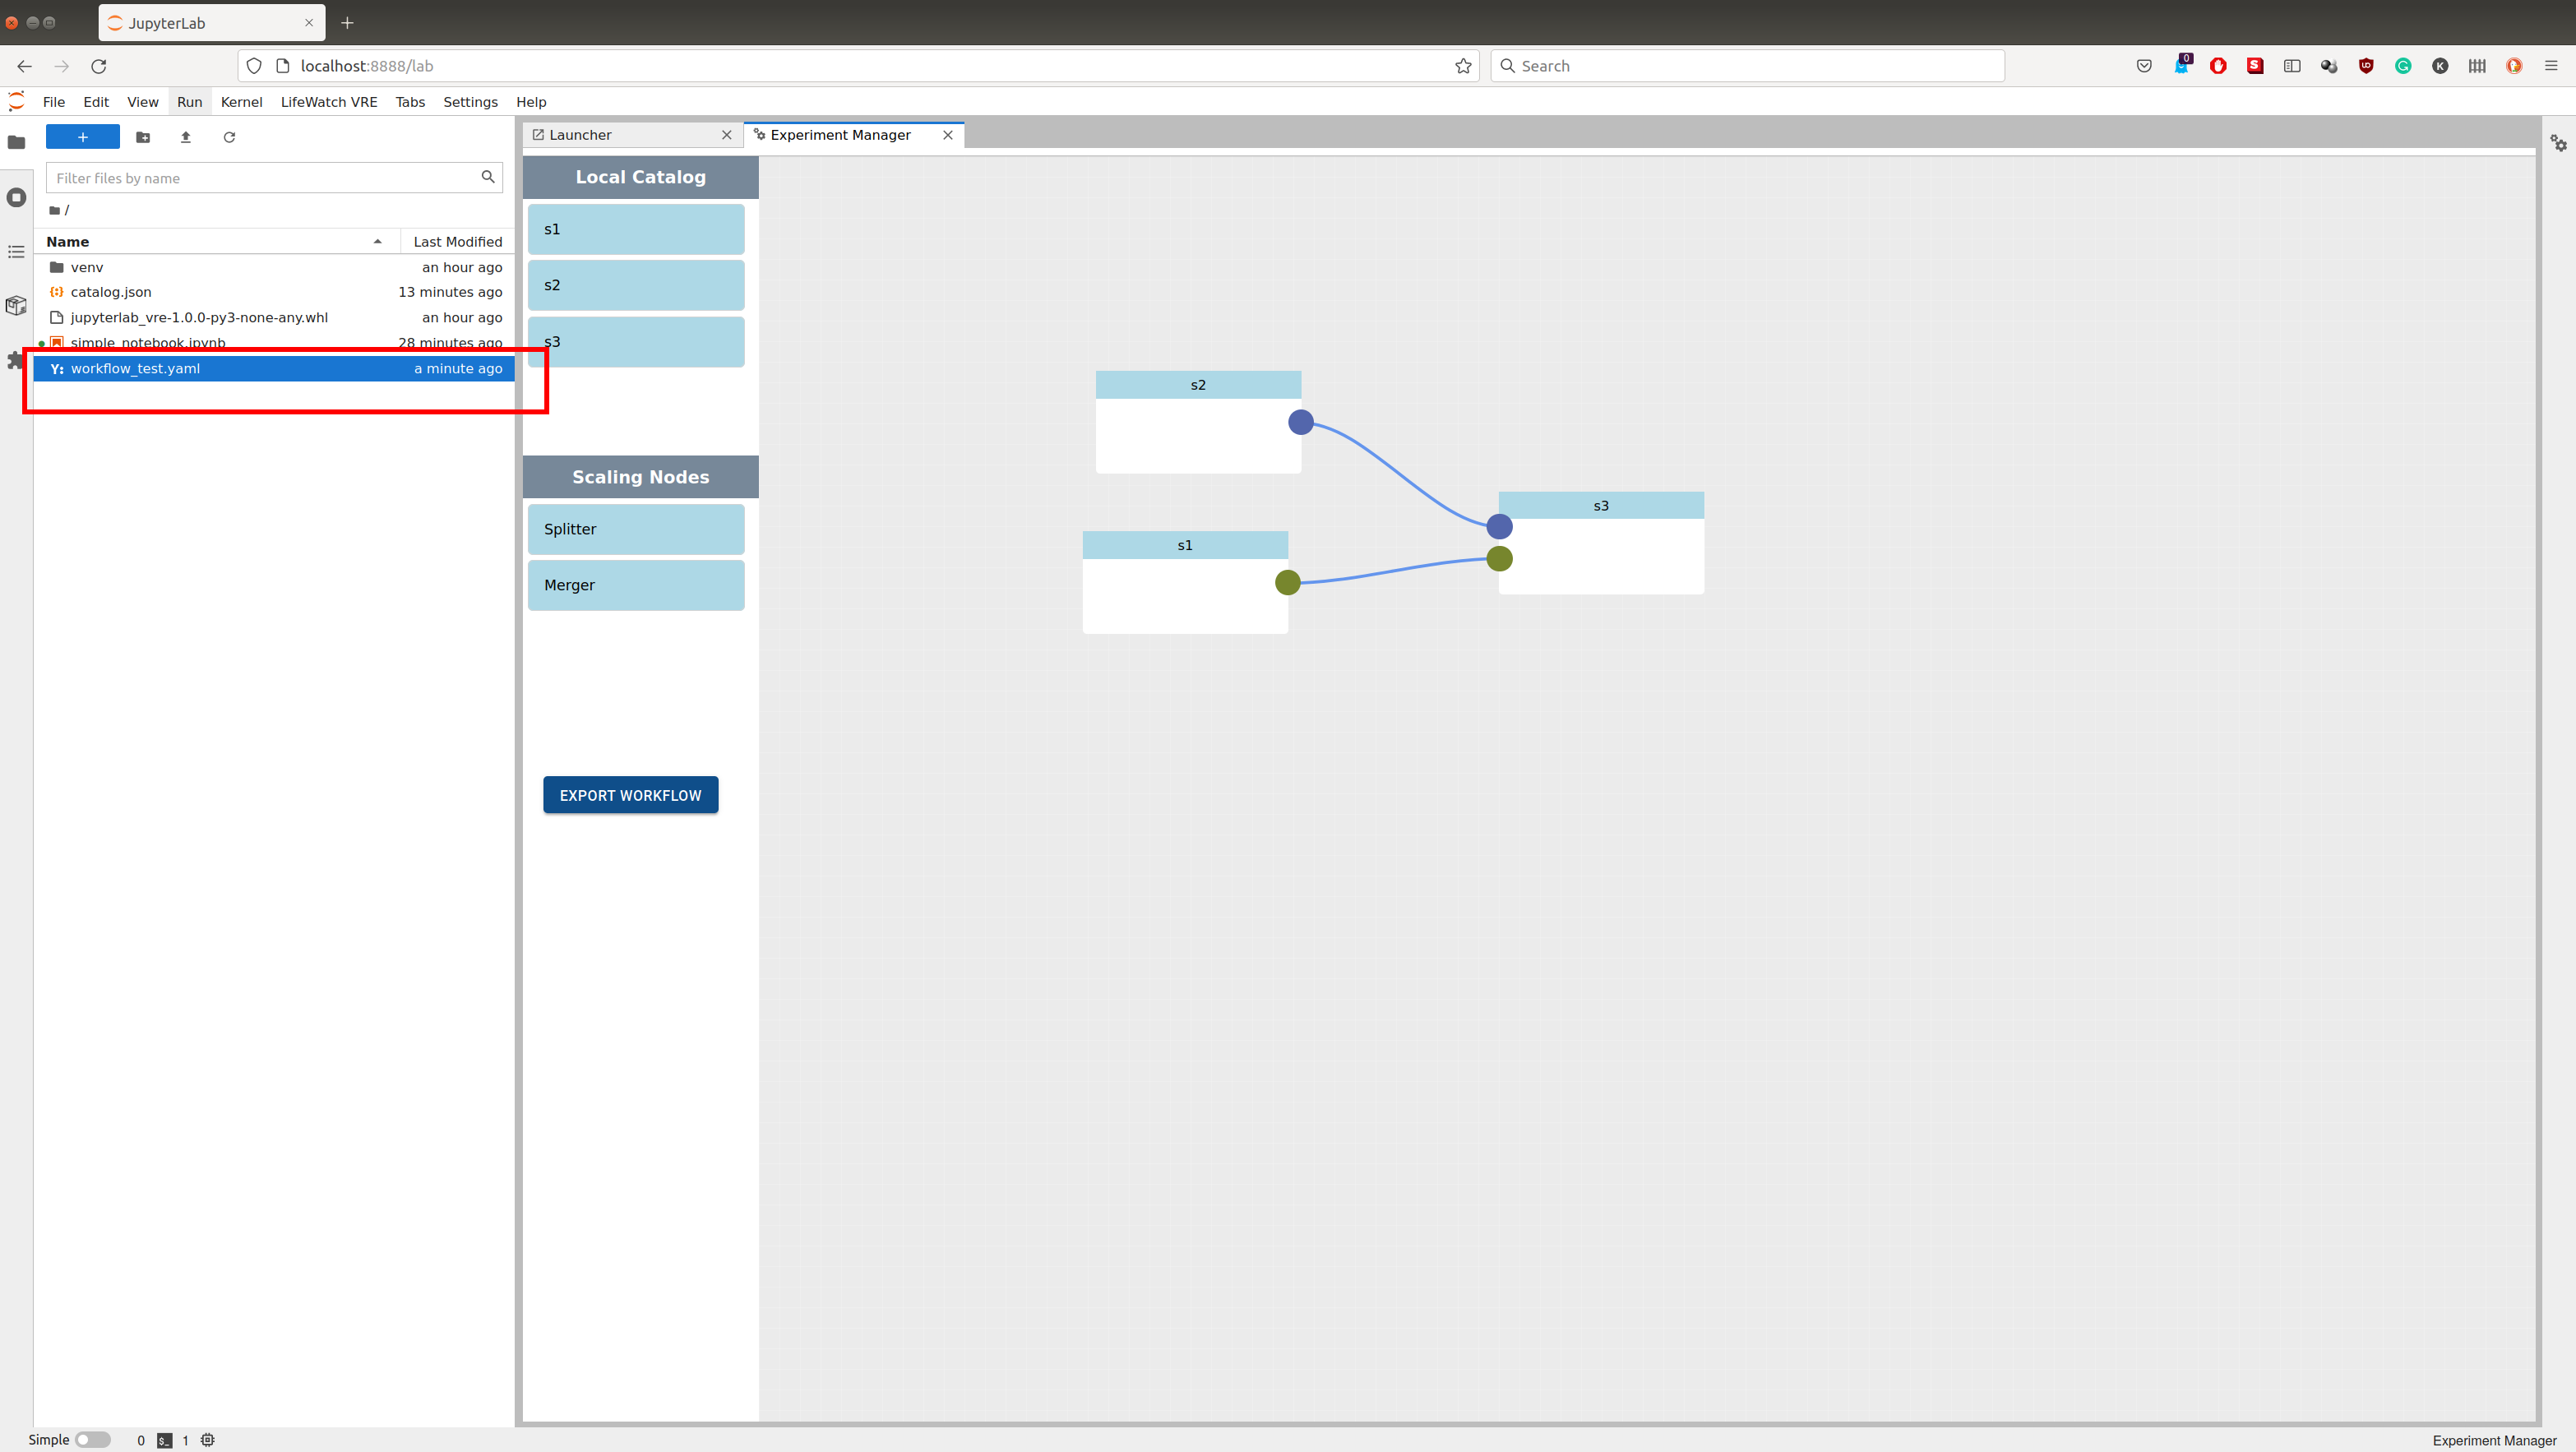 JupyterLab
localhost:8888/lab
Search
0
File Edit View Run Kernel LifeWatch VRE Tabs Settings Help
Launcher
Experiment Manager
Filter files by name
/
Name Last Modified
venv an hour ago
catalog.json 13 minutes ago
jupyterlab_vre-1.0.0-py3-none-any.whl an hour ago
simple_notebook.ipynb 28 minutes ago
Y: workflow_test.yaml a minute ago
Local Catalog
s1
s2
s3
Scaling Nodes
Splitter
Merger
EXPORT WORKFLOW
s2
s1
s3
Simple 0 $_ 1
Experiment Manager